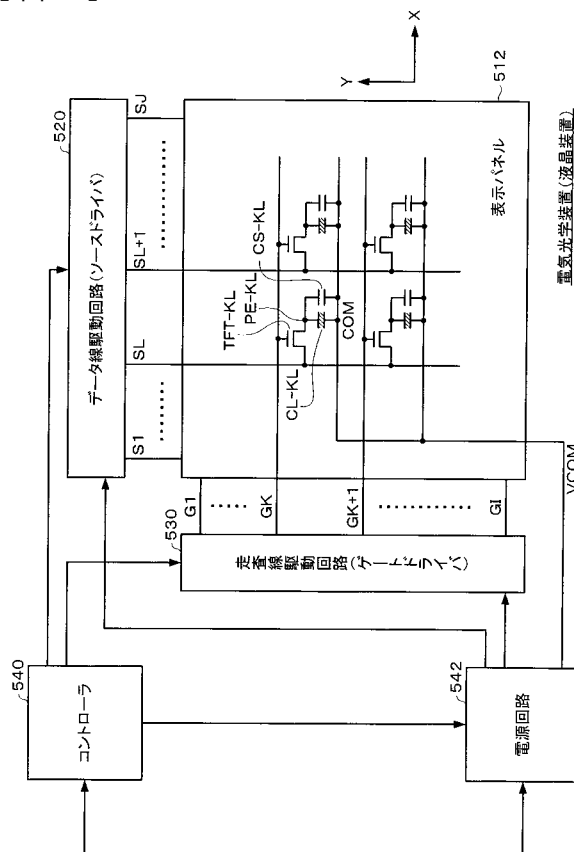 520
データ線駆動回路(ソースドライバ)
S1
SL
SL+1
SJ
X
Y
512
表示パネル
TFT-KL
PE-KL
CS-KL
CL-KL
COM
G1
GK
GK+1
GI
530
走査線駆動回路(ゲートドライバ)
540
コントローラ
542
電源回路
VCOM
電気光学装置(液晶装置)